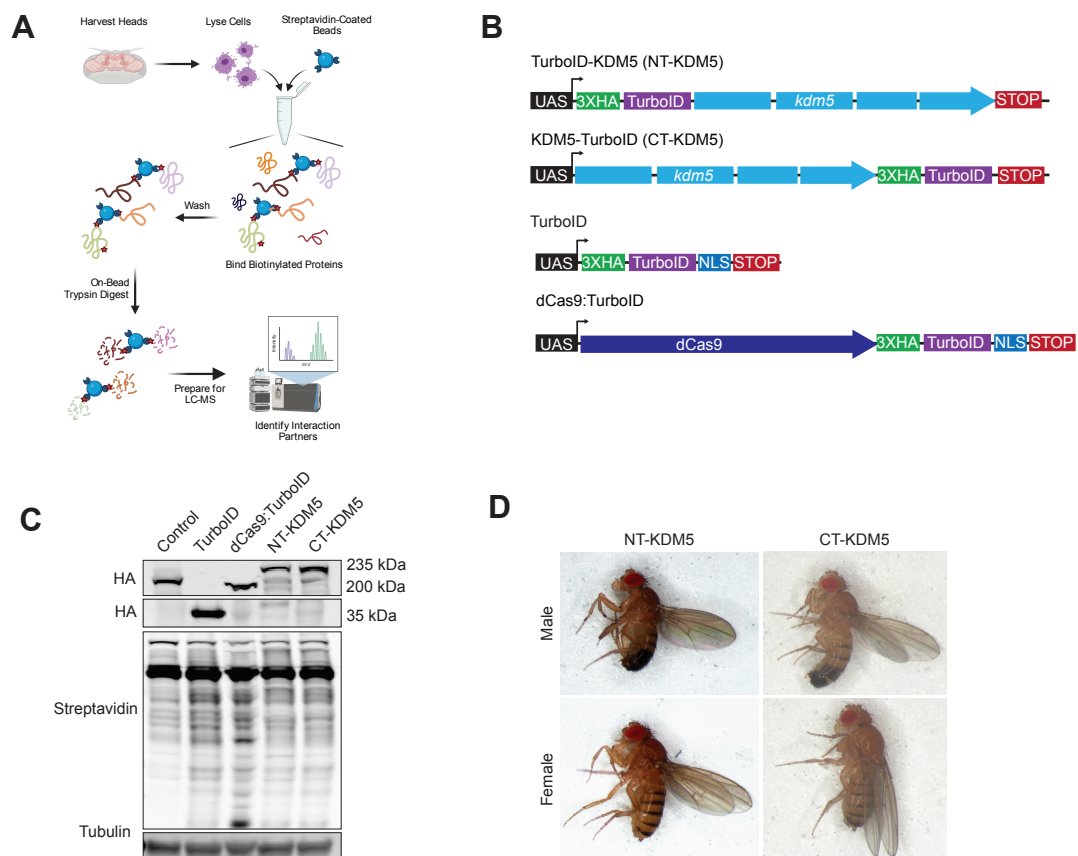 A
Harvest Heads
Lyse Cells
Streptavidin-Coated
Beads
Wash
Bind Biotinylated Proteins
On-Bead
Trypsin Digest
Prepare for
LC-MS
Intensity
m/z
Identify Interaction
Partners
B
TurboID-KDM5 (NT-KDM5)
UAS 3XHA TurboID kdm5 STOP
KDM5-TurboID (CT-KDM5)
UAS kdm5 3XHA TurboID STOP
TurboID
UAS 3XHA TurboID NLS STOP
dCas9:TurboID
UAS dCas9 3XHA TurboID NLS STOP
C
Control TurboID dCas9:TurboID NT-KDM5 CT-KDM5
HA 235 kDa
200 kDa
HA 35 kDa
Streptavidin
Tubulin
D
NT-KDM5 CT-KDM5
Male
Female